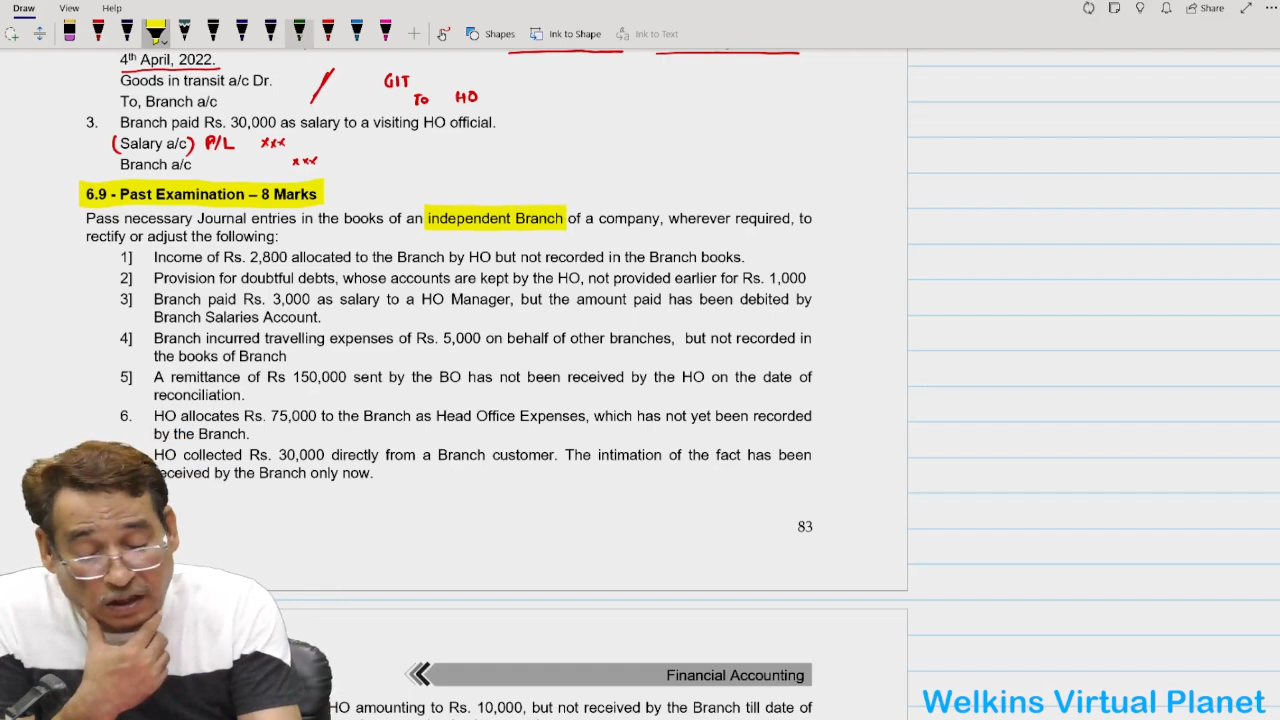 Draw View Help Share
Shapes Ink to Shape Ink to Text
4th April, 2022.
Goods in transit a/c Dr. GIT
To, Branch a/c To HO
3. Branch paid Rs. 30,000 as salary to a visiting HO official.
(Salary a/c) P/L xxx
Branch a/c xxx
6.9 - Past Examination – 8 Marks
Pass necessary Journal entries in the books of an independent Branch of a company, wherever required, to
rectify or adjust the following:
1] Income of Rs. 2,800 allocated to the Branch by HO but not recorded in the Branch books.
2] Provision for doubtful debts, whose accounts are kept by the HO, not provided earlier for Rs. 1,000
3] Branch paid Rs. 3,000 as salary to a HO Manager, but the amount paid has been debited by
Branch Salaries Account.
4] Branch incurred travelling expenses of Rs. 5,000 on behalf of other branches, but not recorded in
the books of Branch
5] A remittance of Rs 150,000 sent by the BO has not been received by the HO on the date of
reconciliation.
6. HO allocates Rs. 75,000 to the Branch as Head Office Expenses, which has not yet been recorded
by the Branch.
HO collected Rs. 30,000 directly from a Branch customer. The intimation of the fact has been
eceived by the Branch only now.
83
Financial Accounting
HO amounting to Rs. 10,000, but not received by the Branch till date of
Welkins Virtual Planet